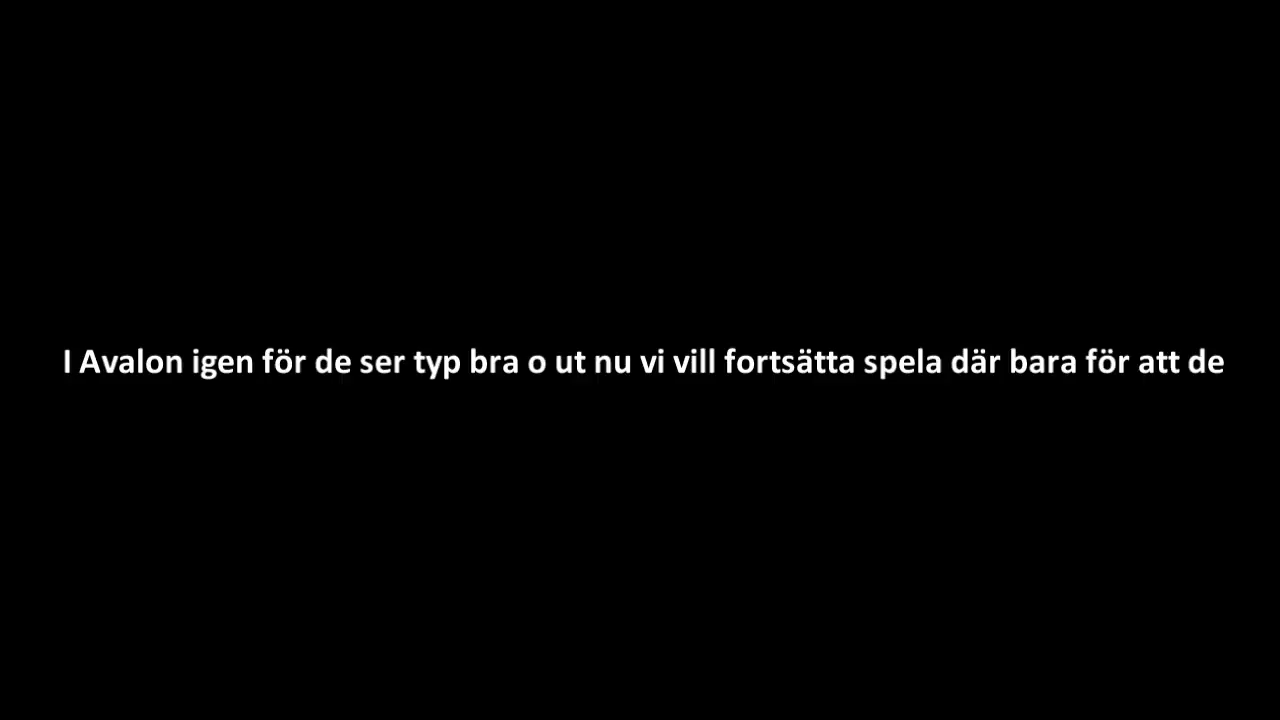 I Avalon igen för de ser typ bra o ut nu vi vill fortsätta spela där bara för att de